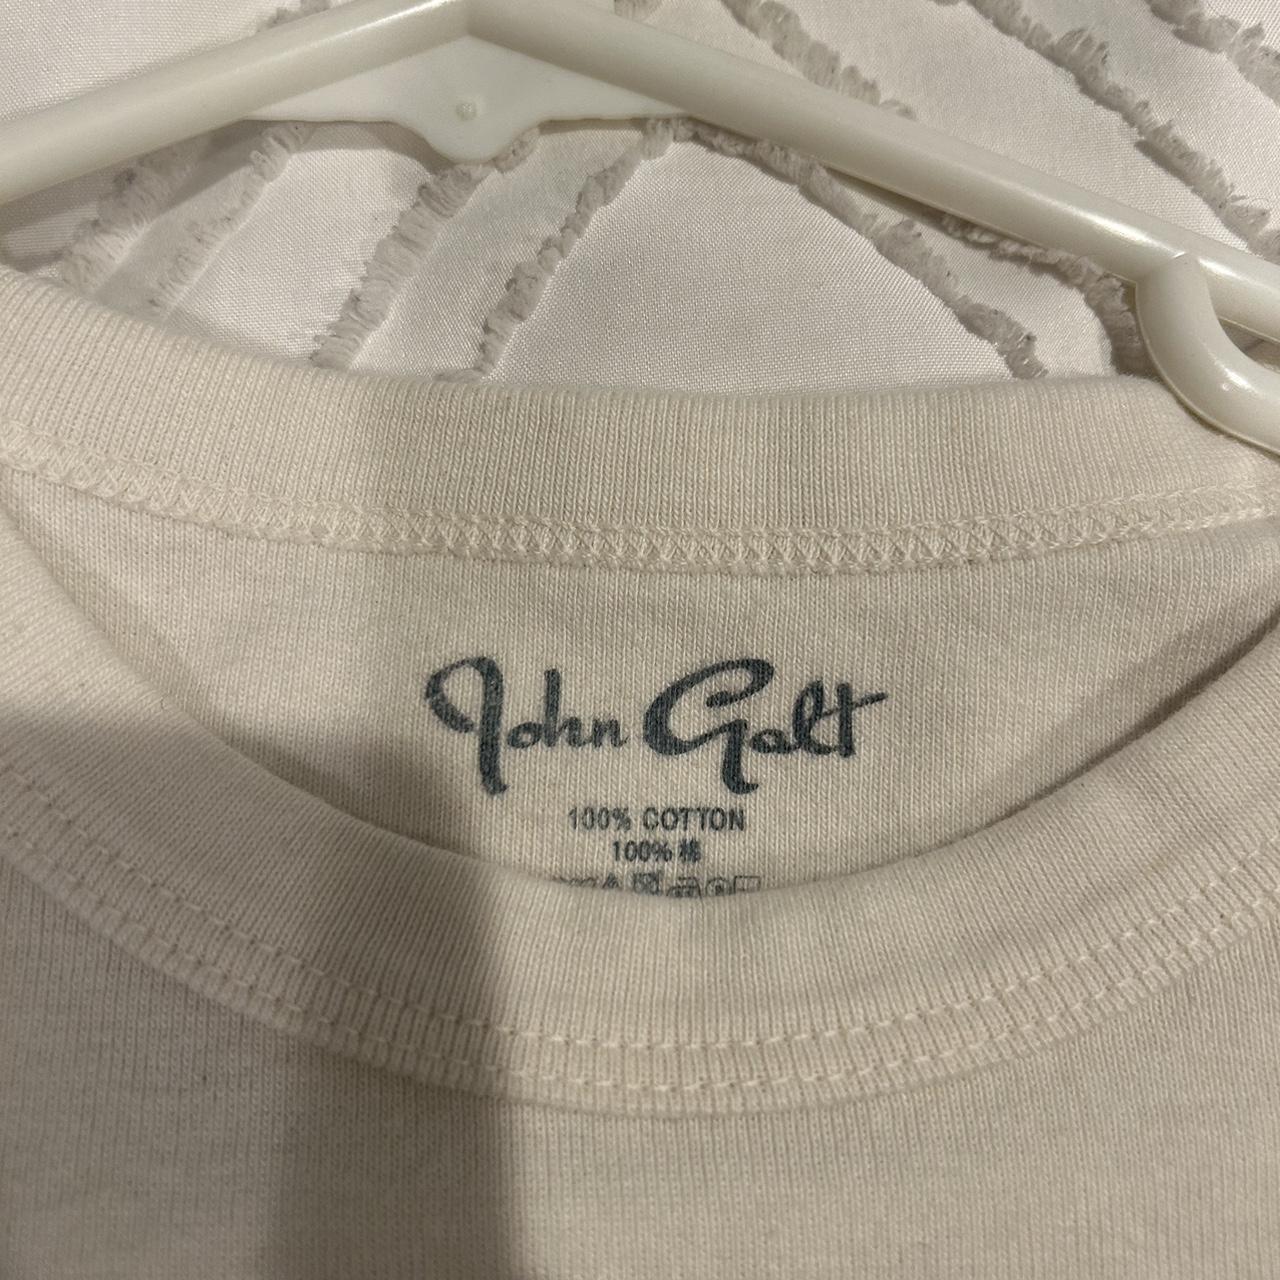 John Galt
100% COTTON
100% 棉